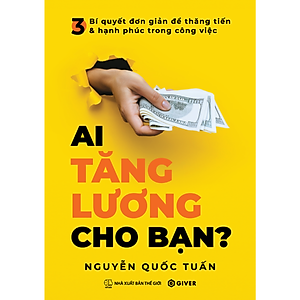 3 Bí quyết đơn giản để thăng tiến
& hạnh phúc trong công việc
AI
TĂNG
LƯƠNG
CHO BẠN?
NGUYỄN QUỐC TUẤN
NHÀ XUẤT BẢN THẾ GIỚI GIVER